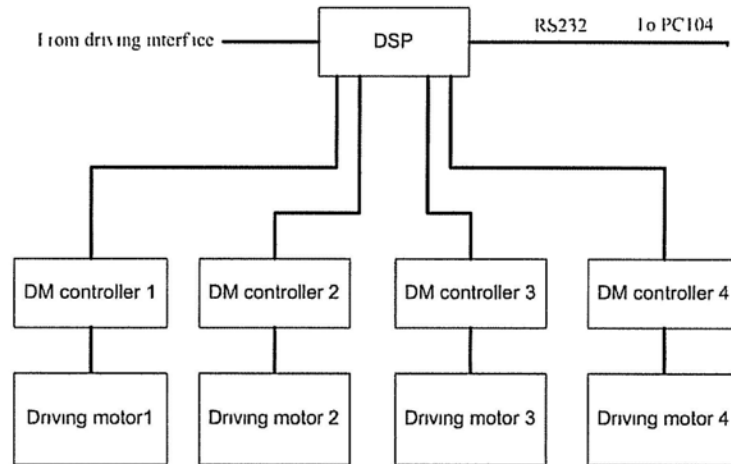 From driving interface
DSP
RS232
To PC104
DM controller 1
DM controller 2
DM controller 3
DM controller 4
Driving motor1
Driving motor 2
Driving motor 3
Driving motor 4